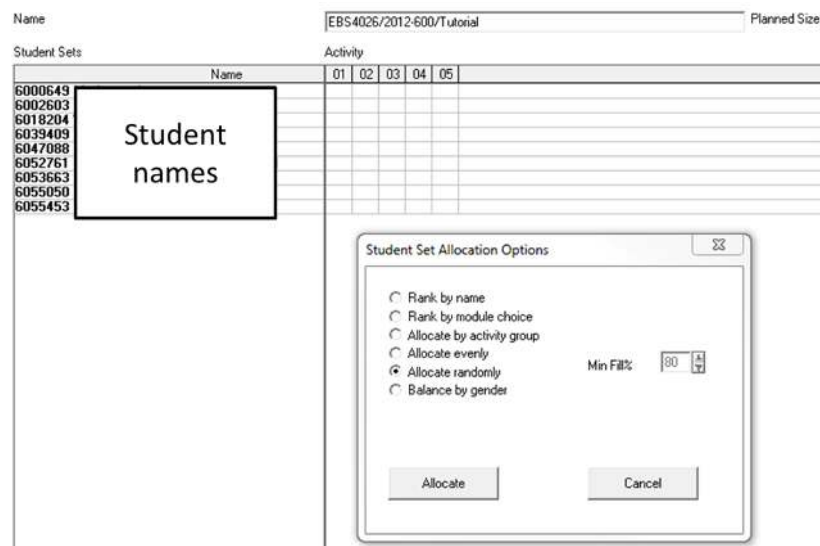 Name EBS4026/2012-600/Tutorial Planned Size
Student Sets Activity
Name 01 02 03 04 05
6000649
6002603
6018204
6039409
6047088
6052761
6053663
6055050
6055453
Student
names
Student Set Allocation Options
Rank by name
Rank by module choice
Allocate by activity group
Allocate evenly
Allocate randomly
Balance by gender
Min Fill% 80
Allocate Cancel